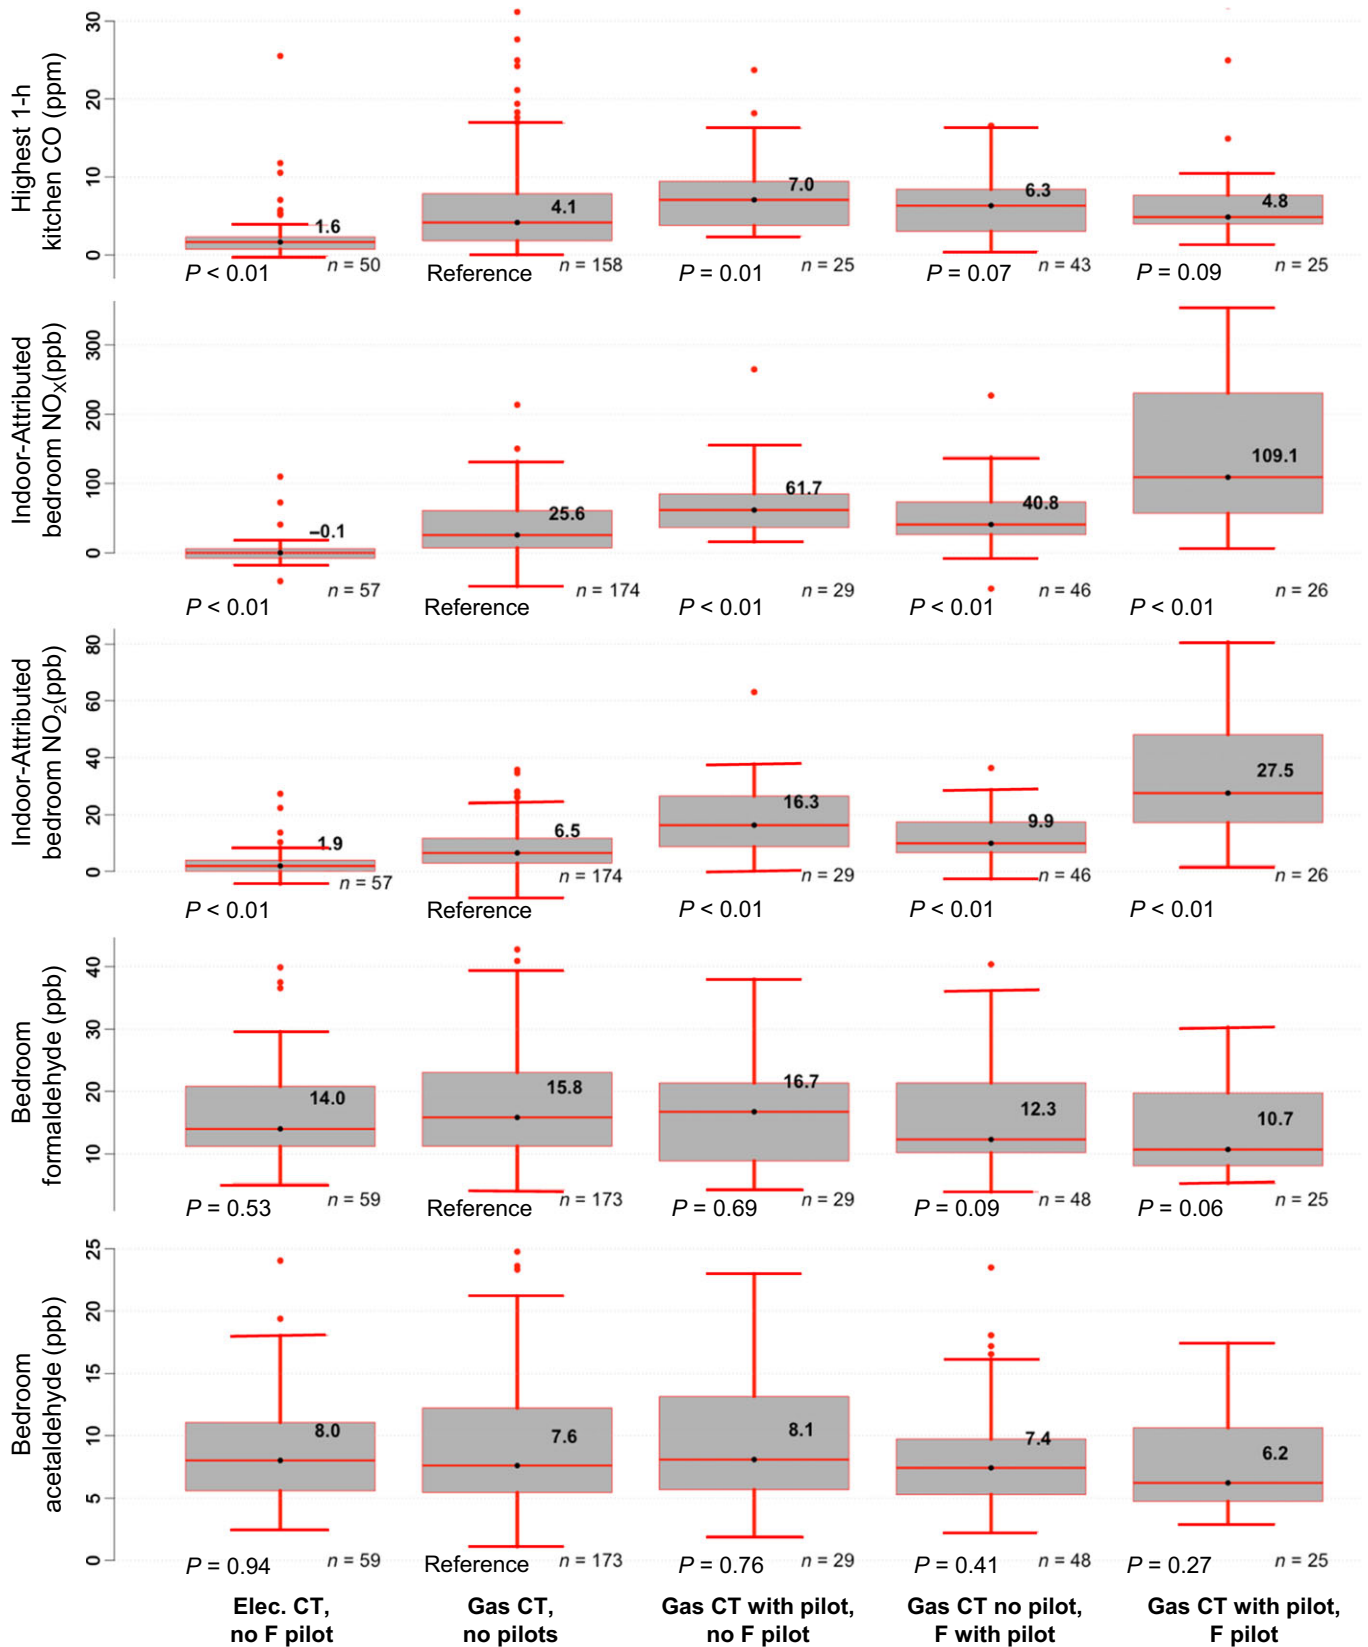 Highest 1-h
kitchen CO (ppm)
30
20
10
0
1.6
4.1
7.0
6.3
4.8
P < 0.01
n = 50
Reference
n = 158
P = 0.01
n = 25
P = 0.07
n = 43
P = 0.09
n = 25
Indoor-Attributed
bedroom NOX(ppb)
300
200
100
0
–0.1
25.6
61.7
40.8
109.1
P < 0.01
n = 57
Reference
n = 174
P < 0.01
n = 29
P < 0.01
n = 46
P < 0.01
n = 26
Indoor-Attributed
bedroom NO2(ppb)
80
60
40
20
0
1.9
6.5
16.3
9.9
27.5
P < 0.01
n = 57
Reference
n = 174
P < 0.01
n = 29
P < 0.01
n = 46
P < 0.01
n = 26
Bedroom
formaldehyde (ppb)
40
30
20
10
14.0
15.8
16.7
12.3
10.7
P = 0.53
n = 59
Reference
n = 173
P = 0.69
n = 29
P = 0.09
n = 48
P = 0.06
n = 25
Bedroom
acetaldehyde (ppb)
25
20
15
10
5
0
8.0
7.6
8.1
7.4
6.2
P = 0.94
n = 59
Reference
n = 173
P = 0.76
n = 29
P = 0.41
n = 48
P = 0.27
n = 25
Elec. CT,
no F pilot
Gas CT,
no pilots
Gas CT with pilot,
no F pilot
Gas CT no pilot,
F with pilot
Gas CT with pilot,
F pilot